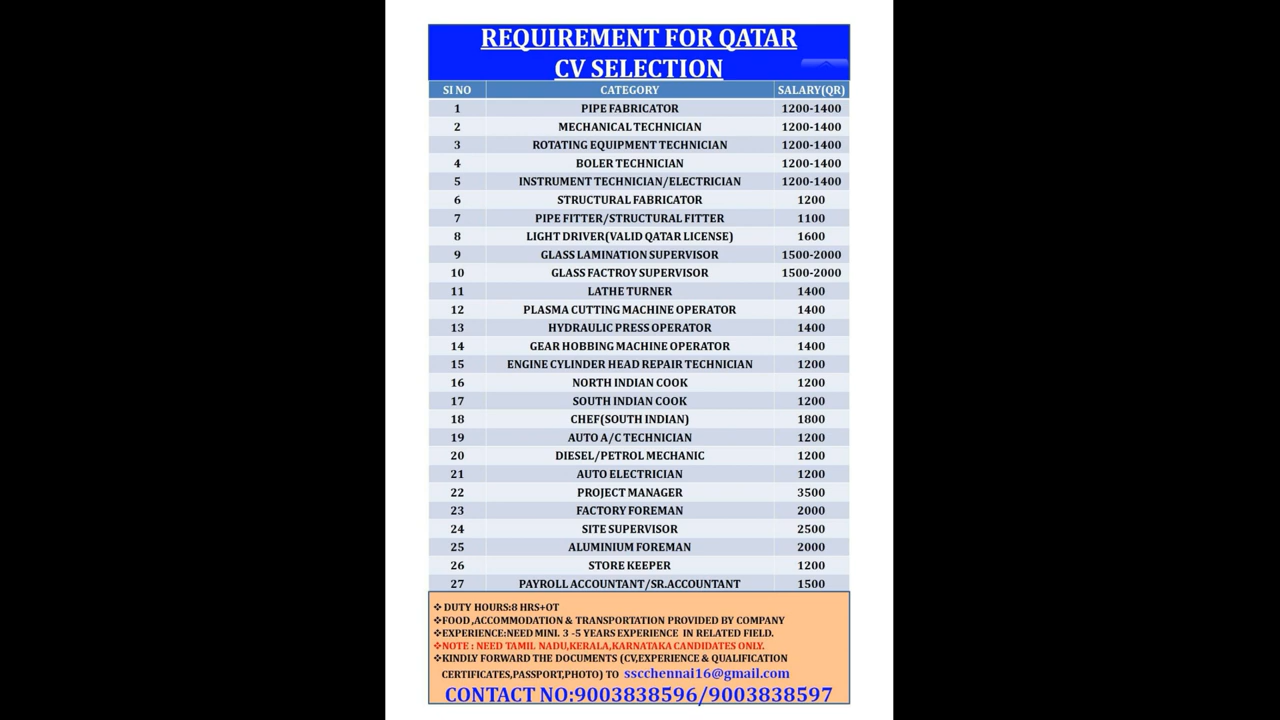 REQUIREMENT FOR QATAR
CV SELECTION
SI NO CATEGORY SALARY(QR)
1 PIPE FABRICATOR 1200-1400
2 MECHANICAL TECHNICIAN 1200-1400
3 ROTATING EQUIPMENT TECHNICIAN 1200-1400
4 BOLER TECHNICIAN 1200-1400
5 INSTRUMENT TECHNICIAN/ELECTRICIAN 1200-1400
6 STRUCTURAL FABRICATOR 1200
7 PIPE FITTER/STRUCTURAL FITTER 1100
8 LIGHT DRIVER(VALID QATAR LICENSE) 1600
9 GLASS LAMINATION SUPERVISOR 1500-2000
10 GLASS FACTROY SUPERVISOR 1500-2000
11 LATHE TURNER 1400
12 PLASMA CUTTING MACHINE OPERATOR 1400
13 HYDRAULIC PRESS OPERATOR 1400
14 GEAR HOBBING MACHINE OPERATOR 1400
15 ENGINE CYLINDER HEAD REPAIR TECHNICIAN 1200
16 NORTH INDIAN COOK 1200
17 SOUTH INDIAN COOK 1200
18 CHEF(SOUTH INDIAN) 1800
19 AUTO A/C TECHNICIAN 1200
20 DIESEL/PETROL MECHANIC 1200
21 AUTO ELECTRICIAN 1200
22 PROJECT MANAGER 3500
23 FACTORY FOREMAN 2000
24 SITE SUPERVISOR 2500
25 ALUMINIUM FOREMAN 2000
26 STORE KEEPER 1200
27 PAYROLL ACCOUNTANT/SR.ACCOUNTANT 1500
❖ DUTY HOURS:8 HRS+OT
❖FOOD ,ACCOMMODATION & TRANSPORTATION PROVIDED BY COMPANY
❖EXPERIENCE:NEED MINI. 3 -5 YEARS EXPERIENCE IN RELATED FIELD.
❖NOTE : NEED TAMIL NADU,KERALA,KARNATAKA CANDIDATES ONLY.
❖KINDLY FORWARD THE DOCUMENTS (CV,EXPERIENCE & QUALIFICATION
CERTIFICATES,PASSPORT,PHOTO) TO sscchennai16@gmail.com
CONTACT NO:9003838596/9003838597